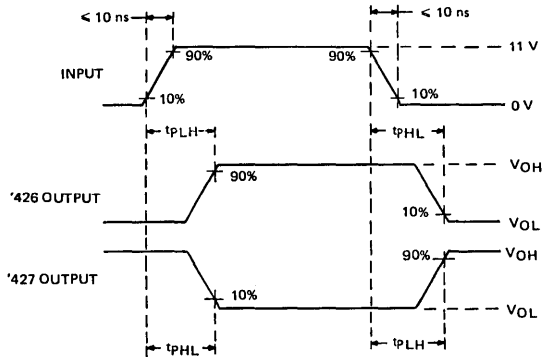 ≤ 10 ns
≤ 10 ns
90%
90%
11 V
INPUT
10%
10%
0 V
tPLH
tPHL
VOH
90%
'426 OUTPUT
10%
VOL
VOH
90%
'427 OUTPUT
10%
VOL
tPHL
tPLH